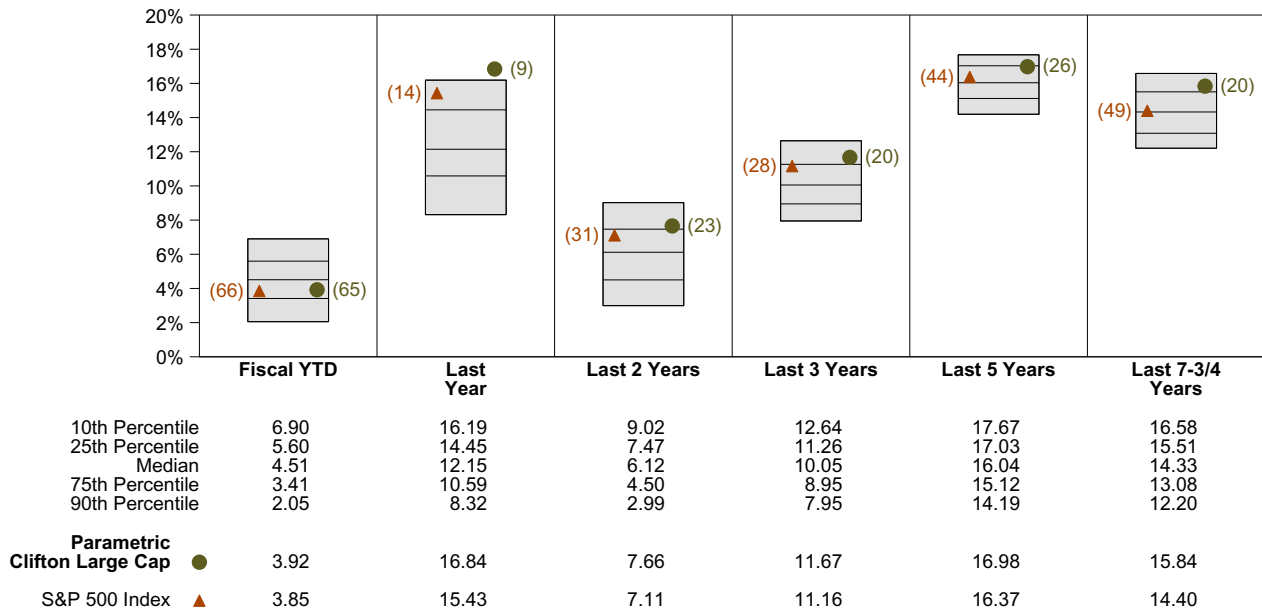 20%
18%
16%
14%
12%
10%
8%
6%
4%
2%
0%
(66) (65)
(14) (9)
(31) (23)
(28) (20)
(44) (26)
(49) (20)
Fiscal YTD Last Last 2 Years Last 3 Years Last 5 Years Last 7-3/4
Year Years
10th Percentile 6.90 16.19 9.02 12.64 17.67 16.58
25th Percentile 5.60 14.45 7.47 11.26 17.03 15.51
Median 4.51 12.15 6.12 10.05 16.04 14.33
75th Percentile 3.41 10.59 4.50 8.95 15.12 13.08
90th Percentile 2.05 8.32 2.99 7.95 14.19 12.20
Parametric
Clifton Large Cap 3.92 16.84 7.66 11.67 16.98 15.84
S&P 500 Index 3.85 15.43 7.11 11.16 16.37 14.40